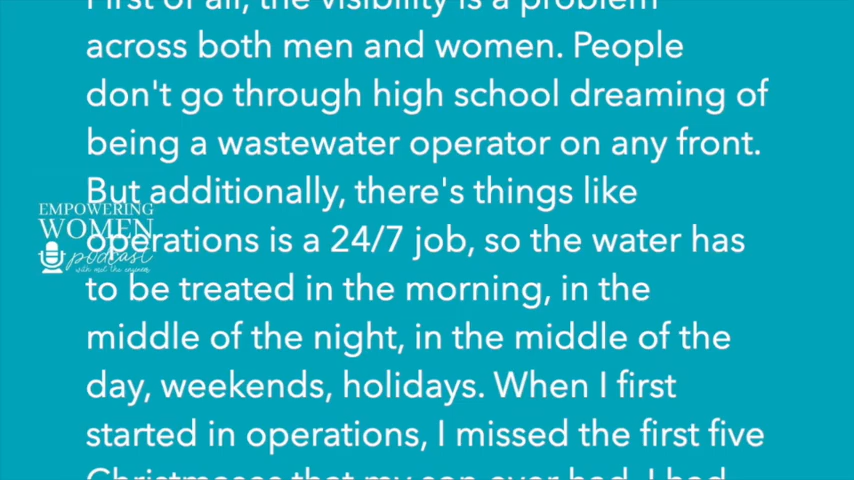 First of all, the visibility is a problem
across both men and women. People
don't go through high school dreaming of
being a wastewater operator on any front.
But additionally, there's things like
operations is a 24/7 job, so the water has
to be treated in the morning, in the
middle of the night, in the middle of the
day, weekends, holidays. When I first
started in operations, I missed the first five
Christmases that my son ever had. I had
EMPOWERING
WOMEN
podcast
with mel the engineer